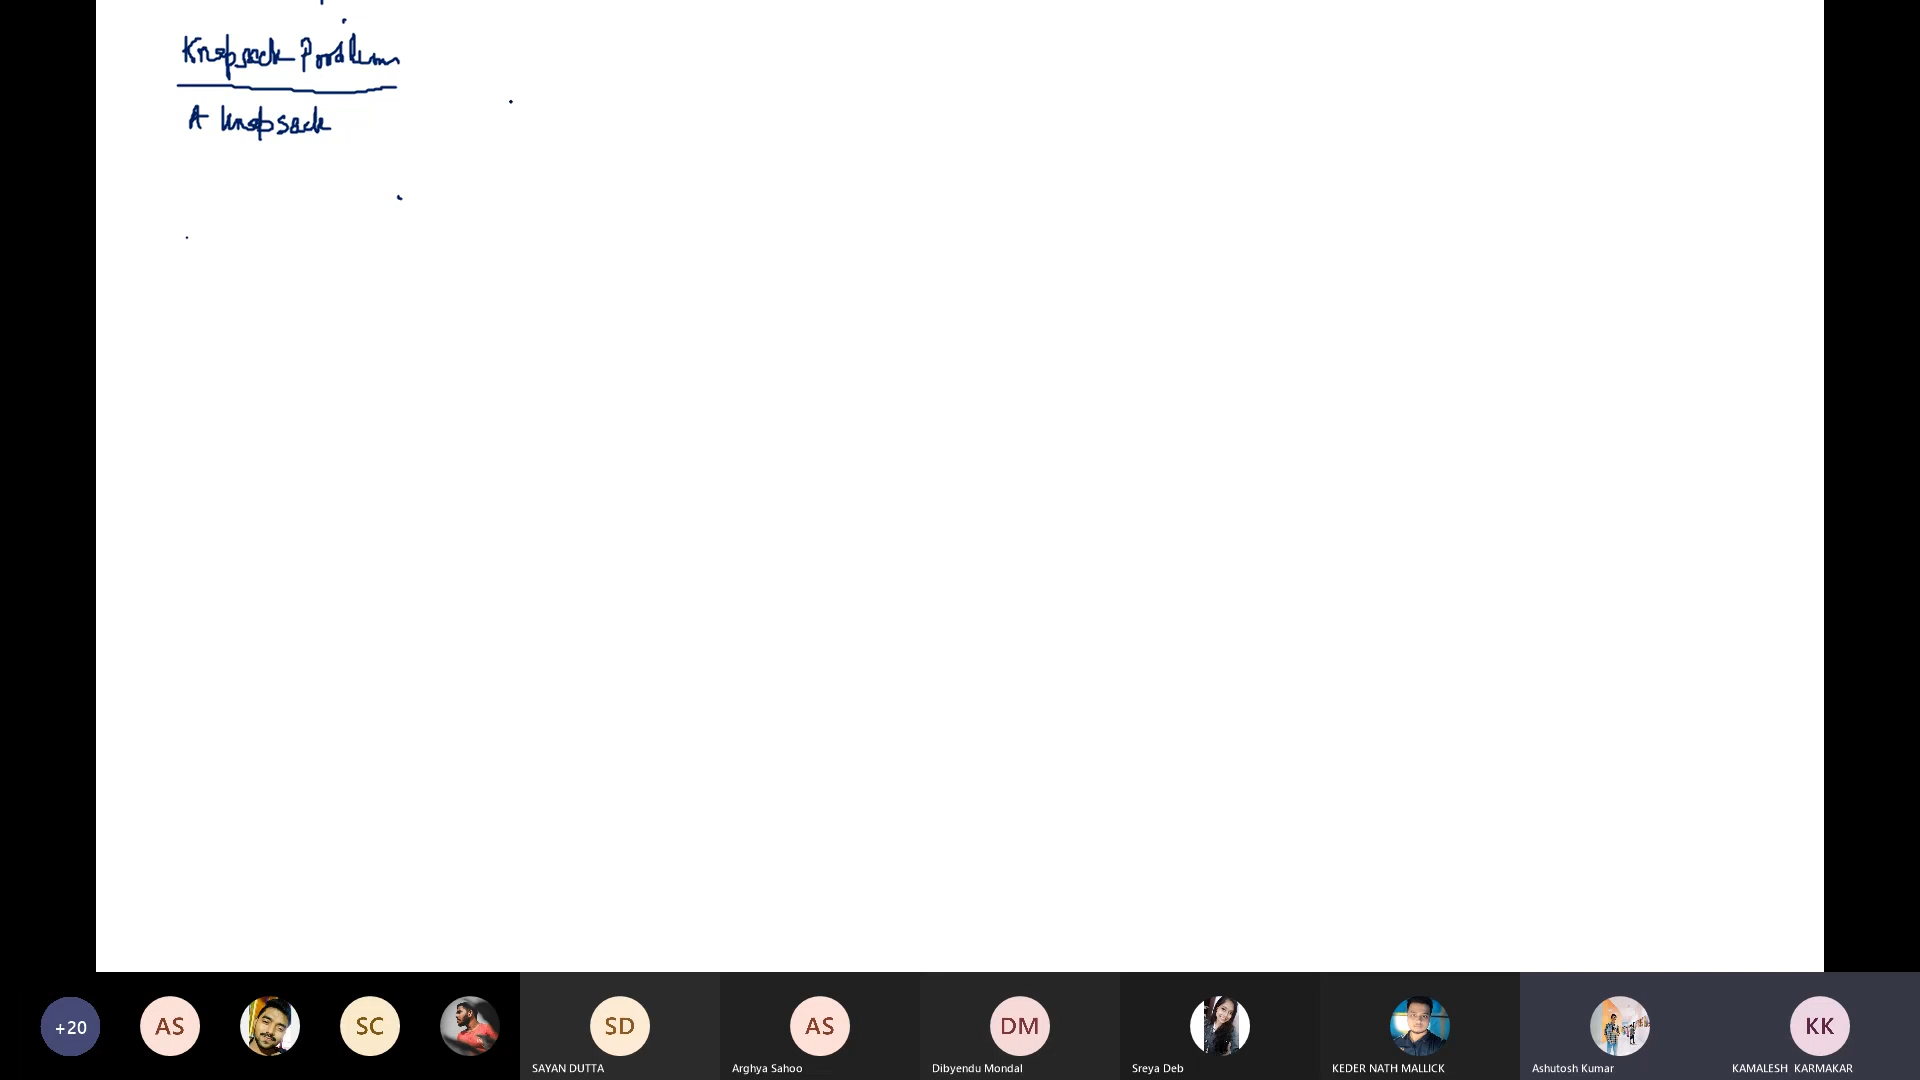 Knapsack Problem
A knapsack
+20
AS
SC
SD
AS
DM
KK
SAYAN DUTTA
Arghya Sahoo
Dibyendu Mondal
Sreya Deb
KEDER NATH MALLICK
Ashutosh Kumar
KAMALESH KARMAKAR